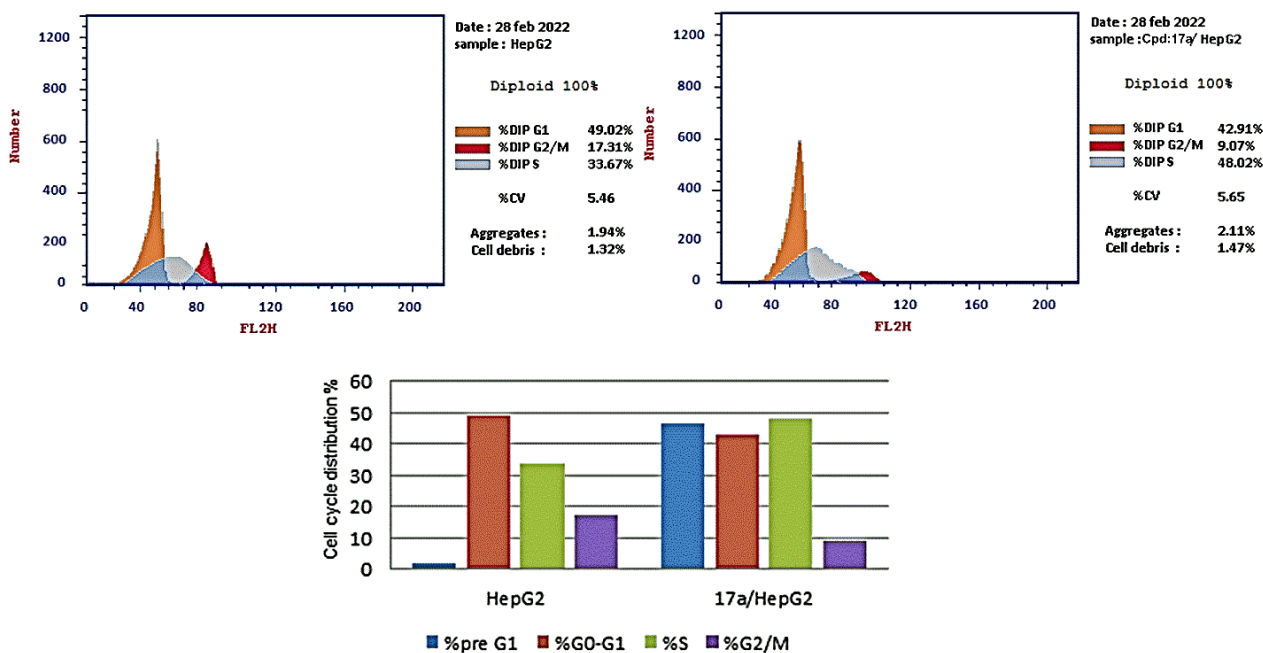 Date : 28 feb 2022
sample : HepG2
Diploid 100%
%DIP G1 49.02%
%DIP G2/M 17.31%
%DIP S 33.67%
%CV 5.46
Aggregates : 1.94%
Cell debris : 1.32%
Number
1200
800
600
400
200
0
0 40 80 120 160 200
FL2H
Date : 28 feb 2022
sample :Cpd:17a/ HepG2
Diploid 100%
%DIP G1 42.91%
%DIP G2/M 9.07%
%DIP S 48.02%
%CV 5.65
Aggregates : 2.11%
Cell debris : 1.47%
Number
1200
800
600
400
200
0
0 40 80 120 160 200
FL2H
Cell cycle distribution %
60
50
40
30
20
10
0
HepG2 17a/HepG2
%pre G1 %G0-G1 %S %G2/M